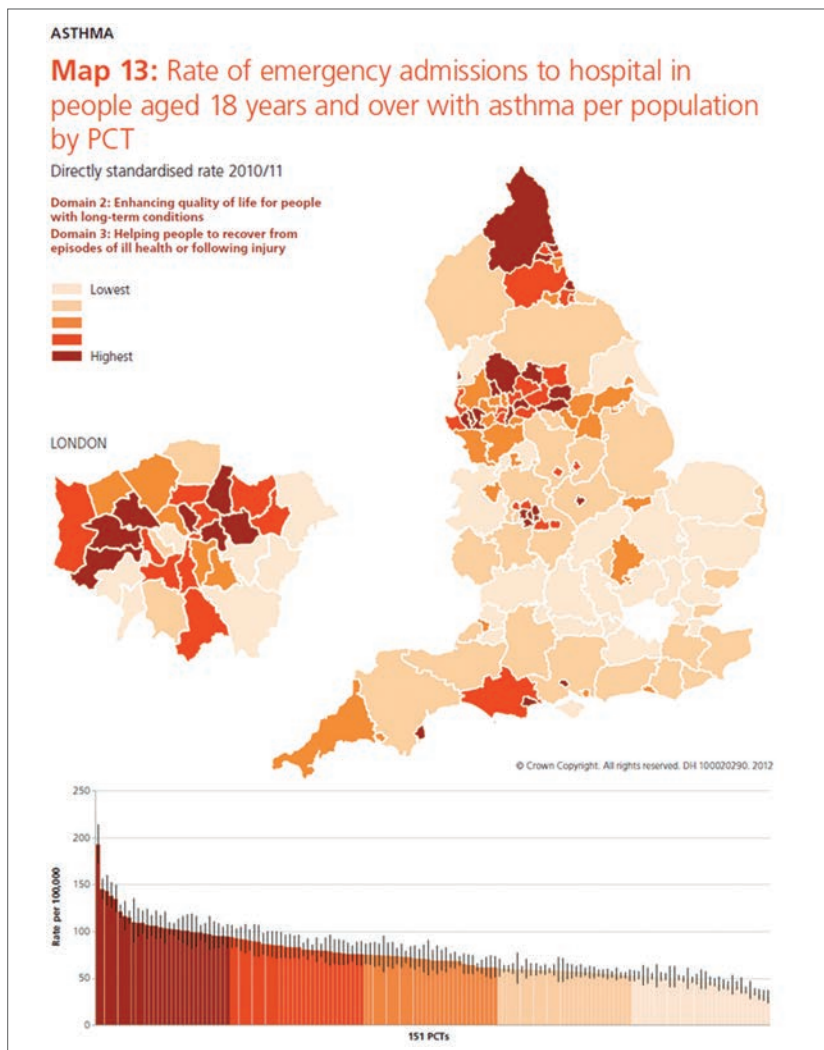 ASTHMA
Map 13: Rate of emergency admissions to hospital in
people aged 18 years and over with asthma per population
by PCT
Directly standardised rate 2010/11
Domain 2: Enhancing quality of life for people
with long-term conditions
Domain 3: Helping people to recover from
episodes of ill health or following injury
Lowest
Highest
LONDON
© Crown Copyright. All rights reserved. DH 100020290. 2012
250
200
150
100
50
0
Rate per 100,000
151 PCTs